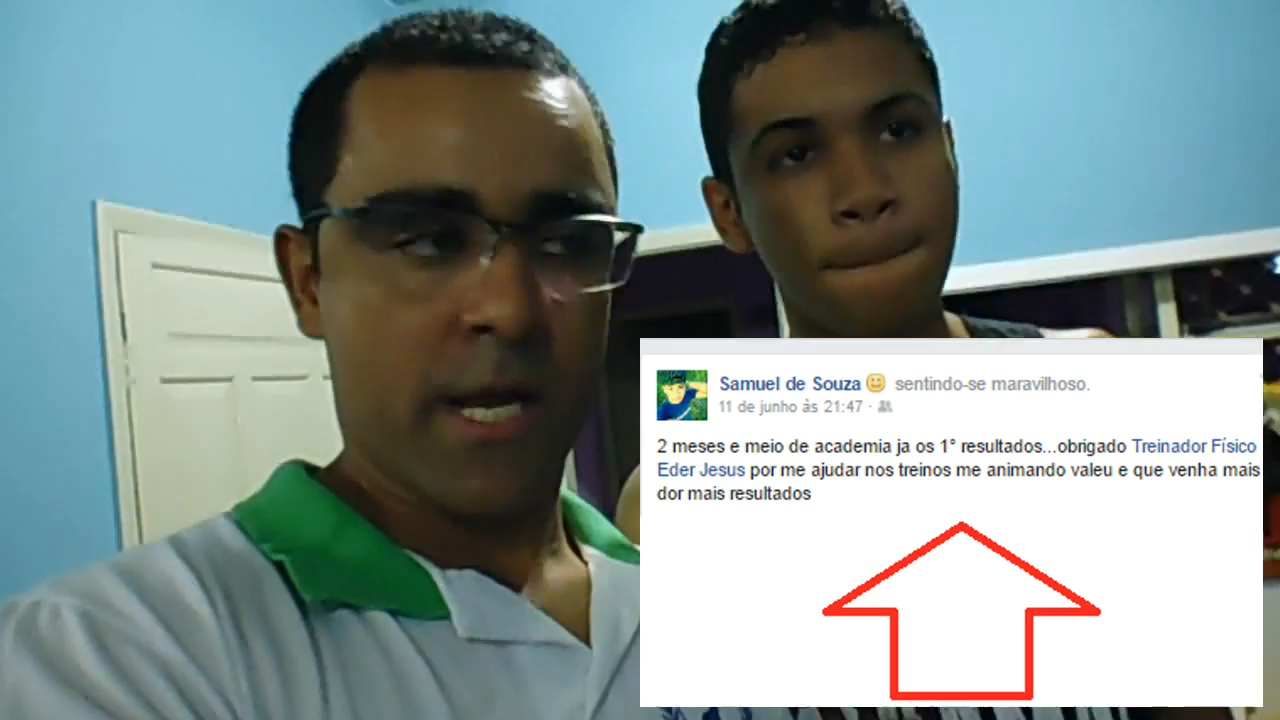 Samuel de Souza sentindo-se maravilhoso.
11 de junho às 21:47 ·
2 meses e meio de academia ja os 1° resultados...obrigado Treinador Físico
Eder Jesus por me ajudar nos treinos me animando valeu e que venha mais
dor mais resultados